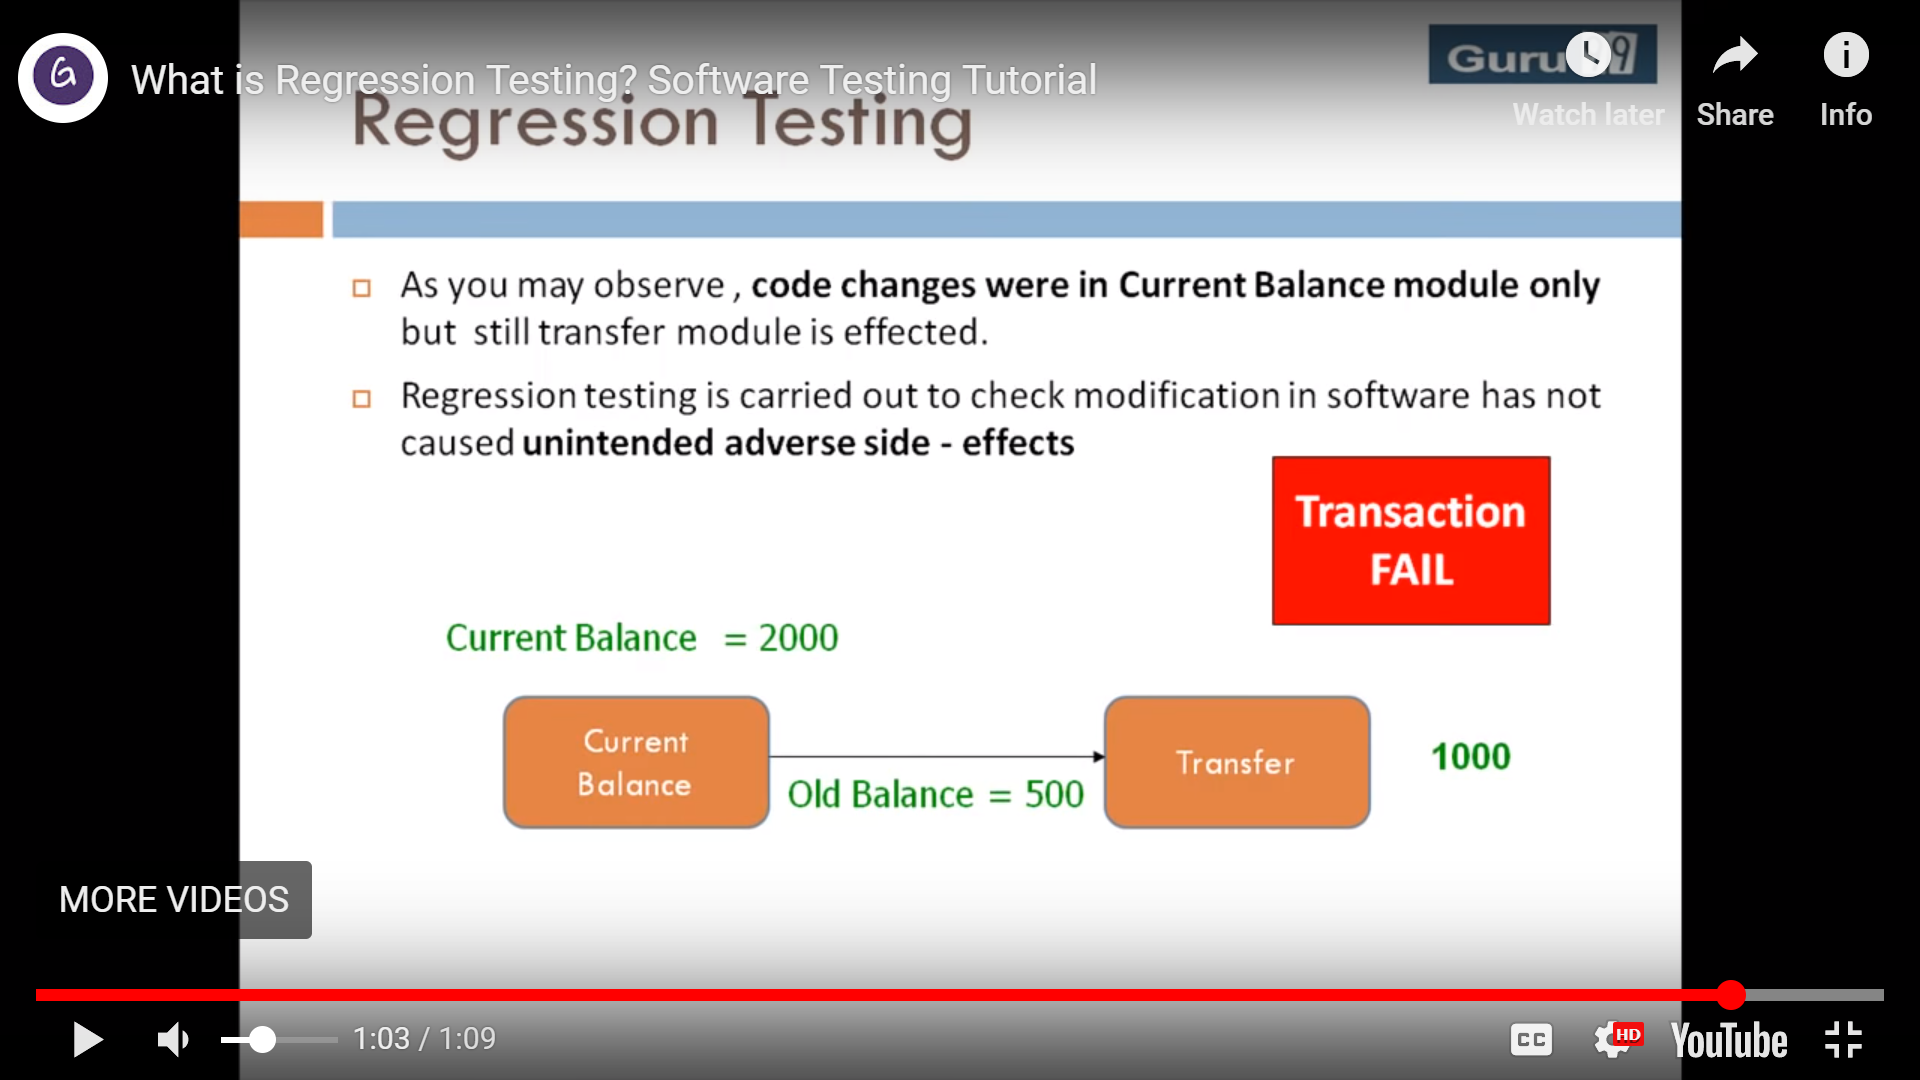 What is Regression Testing? Software Testing Tutorial
Guru 9
Watch later
Share
Info
Regression Testing
As you may observe , code changes were in Current Balance module only
but still transfer module is effected.
Regression testing is carried out to check modification in software has not
caused unintended adverse side - effects
Transaction
FAIL
Current Balance = 2000
Current
Balance
Old Balance = 500
Transfer
1000
MORE VIDEOS
1:03 / 1:09
CC
HD
YouTube